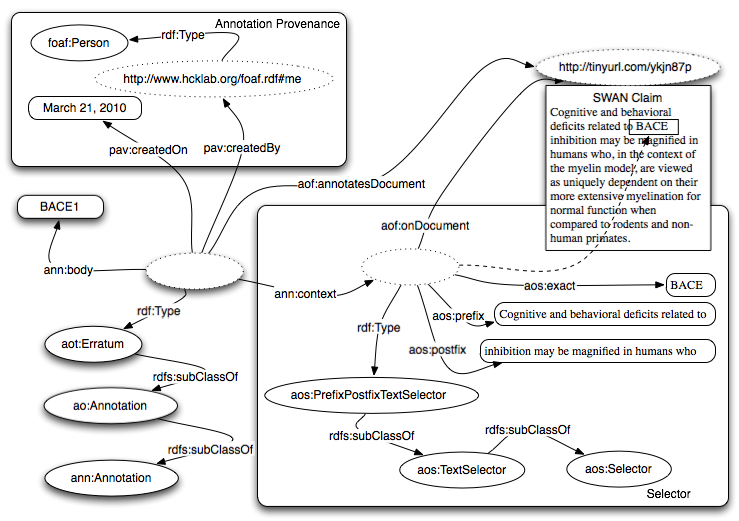 Annotation Provenance
foaf:Person
rdf:Type
http://www.hcklab.org/foaf.rdf#me
March 21, 2010
pav:createdOn
pav:createdBy
http://tinyurl.com/ykjn87p
SWAN Claim
Cognitive and behavioral
deficits related to BACE
inhibition may be magnified in
humans who, in the context of
the myelin model, are viewed
as uniquely dependent on their
more extensive myelination for
normal function when
compared to rodents and non-
human primates.
aof:annotatesDocument
BACE1
aof:onDocument
ann:body
ann:context
aos:exact
BACE
rdf:Type
aos:prefix
Cognitive and behavioral deficits related to
rdf:Type
aot:Erratum
aos:postfix
inhibition may be magnified in humans who
rdfs:subClassOf
aos:PrefixPostfixTextSelector
ao:Annotation
rdfs:subClassOf
rdfs:subClassOf
rdfs:subClassOf
ann:Annotation
aos:TextSelector
aos:Selector
Selector